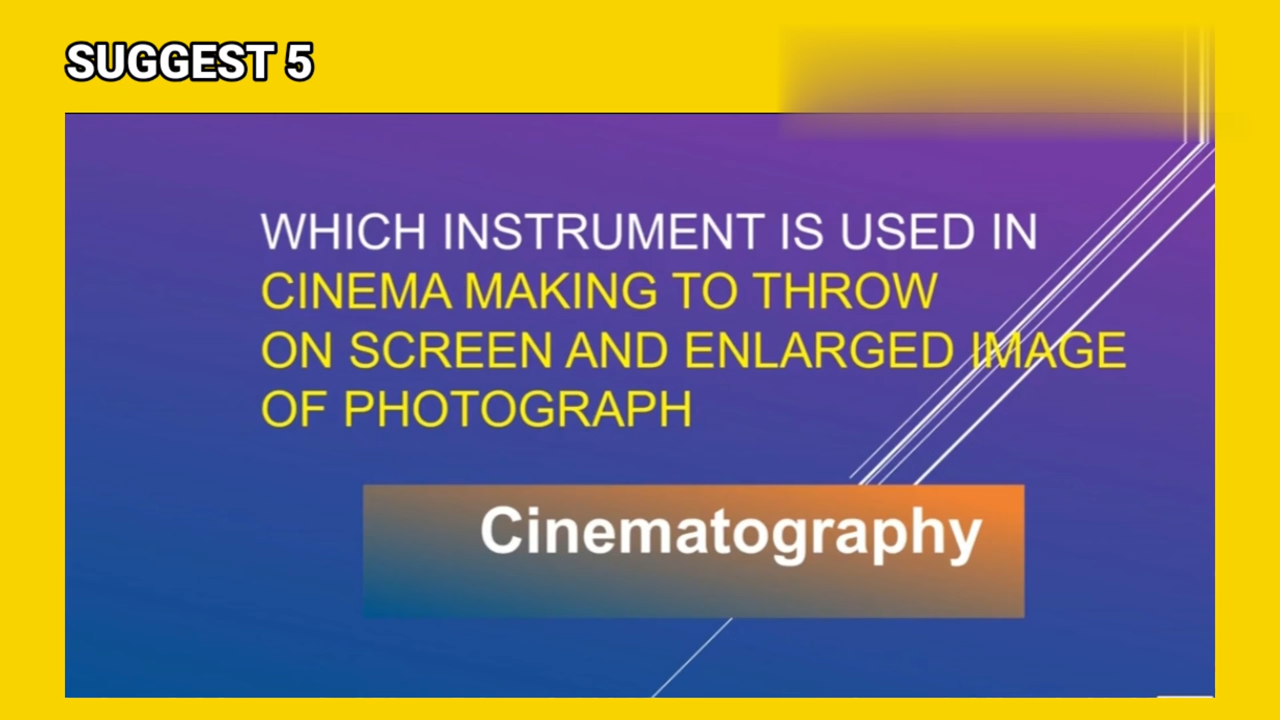 SUGGEST 5
WHICH INSTRUMENT IS USED IN
CINEMA MAKING TO THROW
ON SCREEN AND ENLARGED IMAGE
OF PHOTOGRAPH
Cinematography